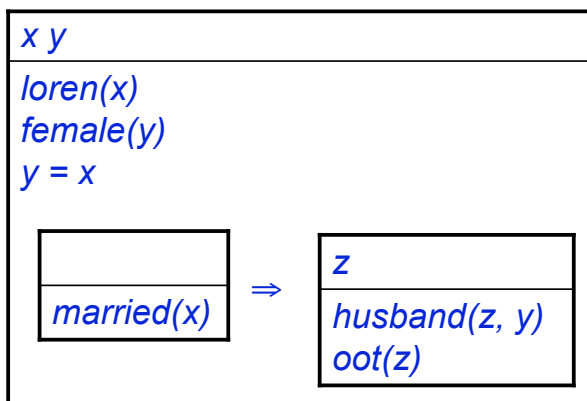 x y
loren(x)
female(y)
y = x
married(x)
⇒
z
husband(z, y)
oot(z)